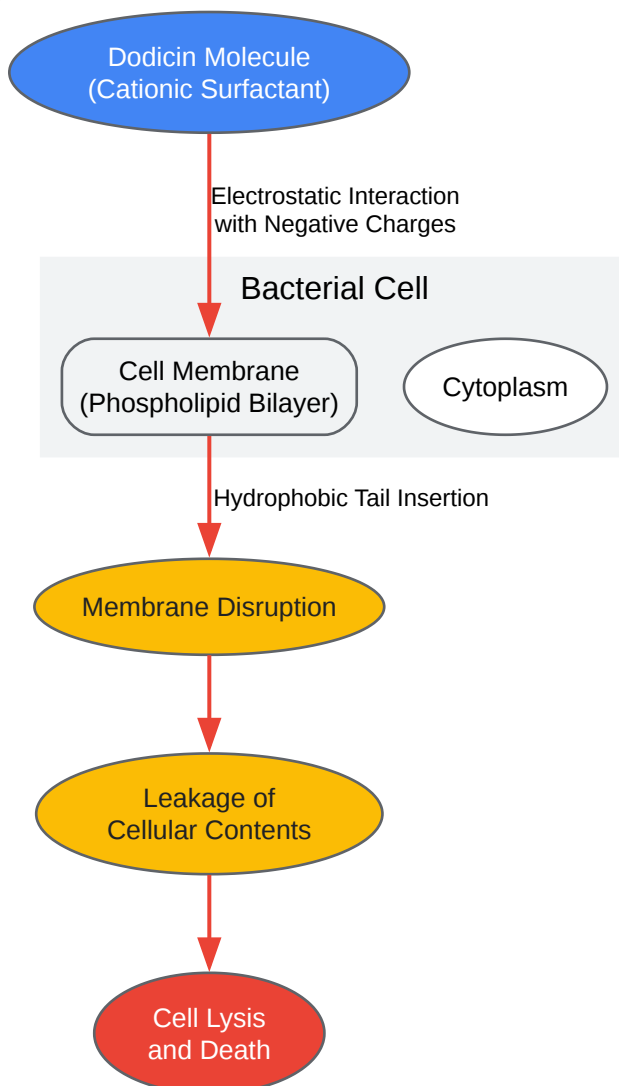 Dodicin Molecule
(Cationic Surfactant)
Electrostatic Interaction
with Negative Charges
Bacterial Cell
Cell Membrane
(Phospholipid Bilayer)
Cytoplasm
Hydrophobic Tail Insertion
Membrane Disruption
Leakage of
Cellular Contents
Cell Lysis
and Death